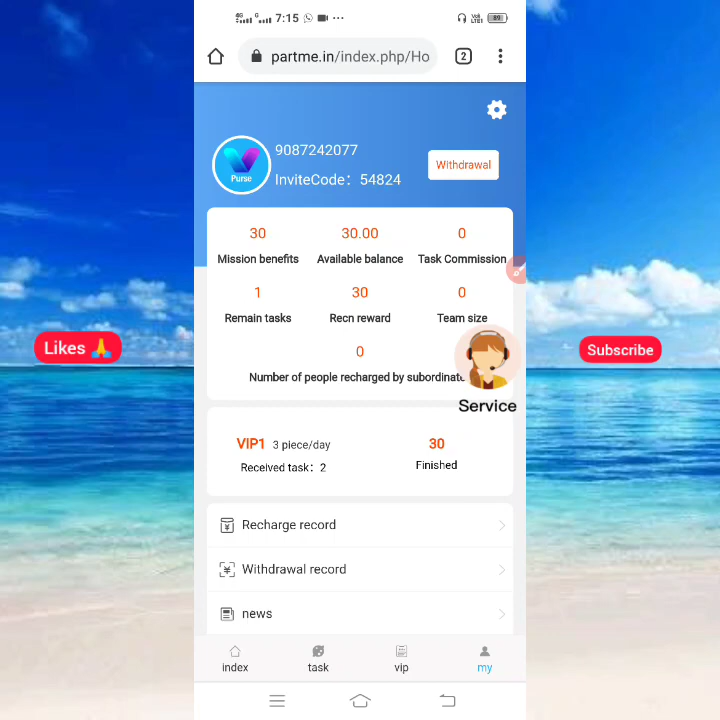 4G G 7:15 ··· 89
2
partme.in/index.php/Ho
9087242077
Purse
InviteCode： 54824
Withdrawal
30 30.00 0
Mission benefits Available balance Task Commission
1 30 0
Remain tasks Recn reward Team size
0
Number of people recharged by subordinat
Likes 🙏
Subscribe
Service
VIP1 3 piece/day 30
Received task： 2 Finished
¥ Recharge record
¥ Withdrawal record
news
index task vip my